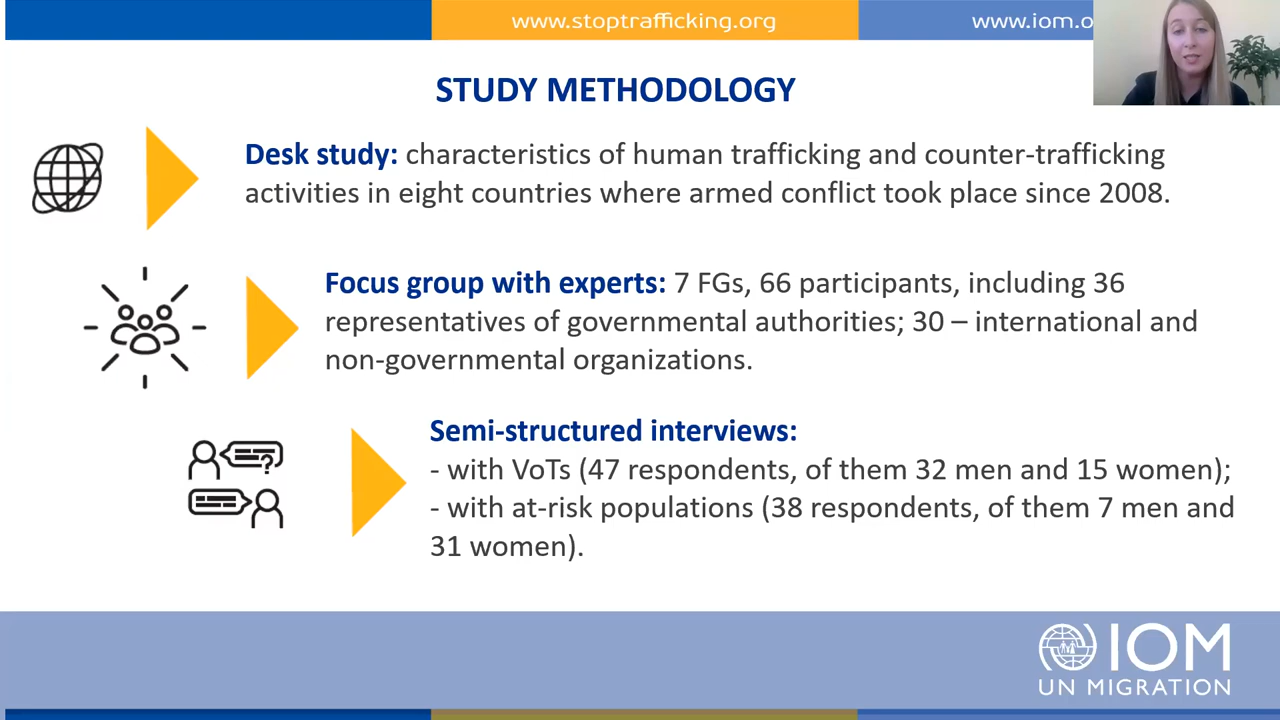 www.stoptrafficking.org
www.iom.o
STUDY METHODOLOGY
Desk study: characteristics of human trafficking and counter-trafficking
activities in eight countries where armed conflict took place since 2008.
Focus group with experts: 7 FGs, 66 participants, including 36
representatives of governmental authorities; 30 – international and
non-governmental organizations.
Semi-structured interviews:
- with VoTs (47 respondents, of them 32 men and 15 women);
- with at-risk populations (38 respondents, of them 7 men and
31 women).
IOM
UN MIGRATION